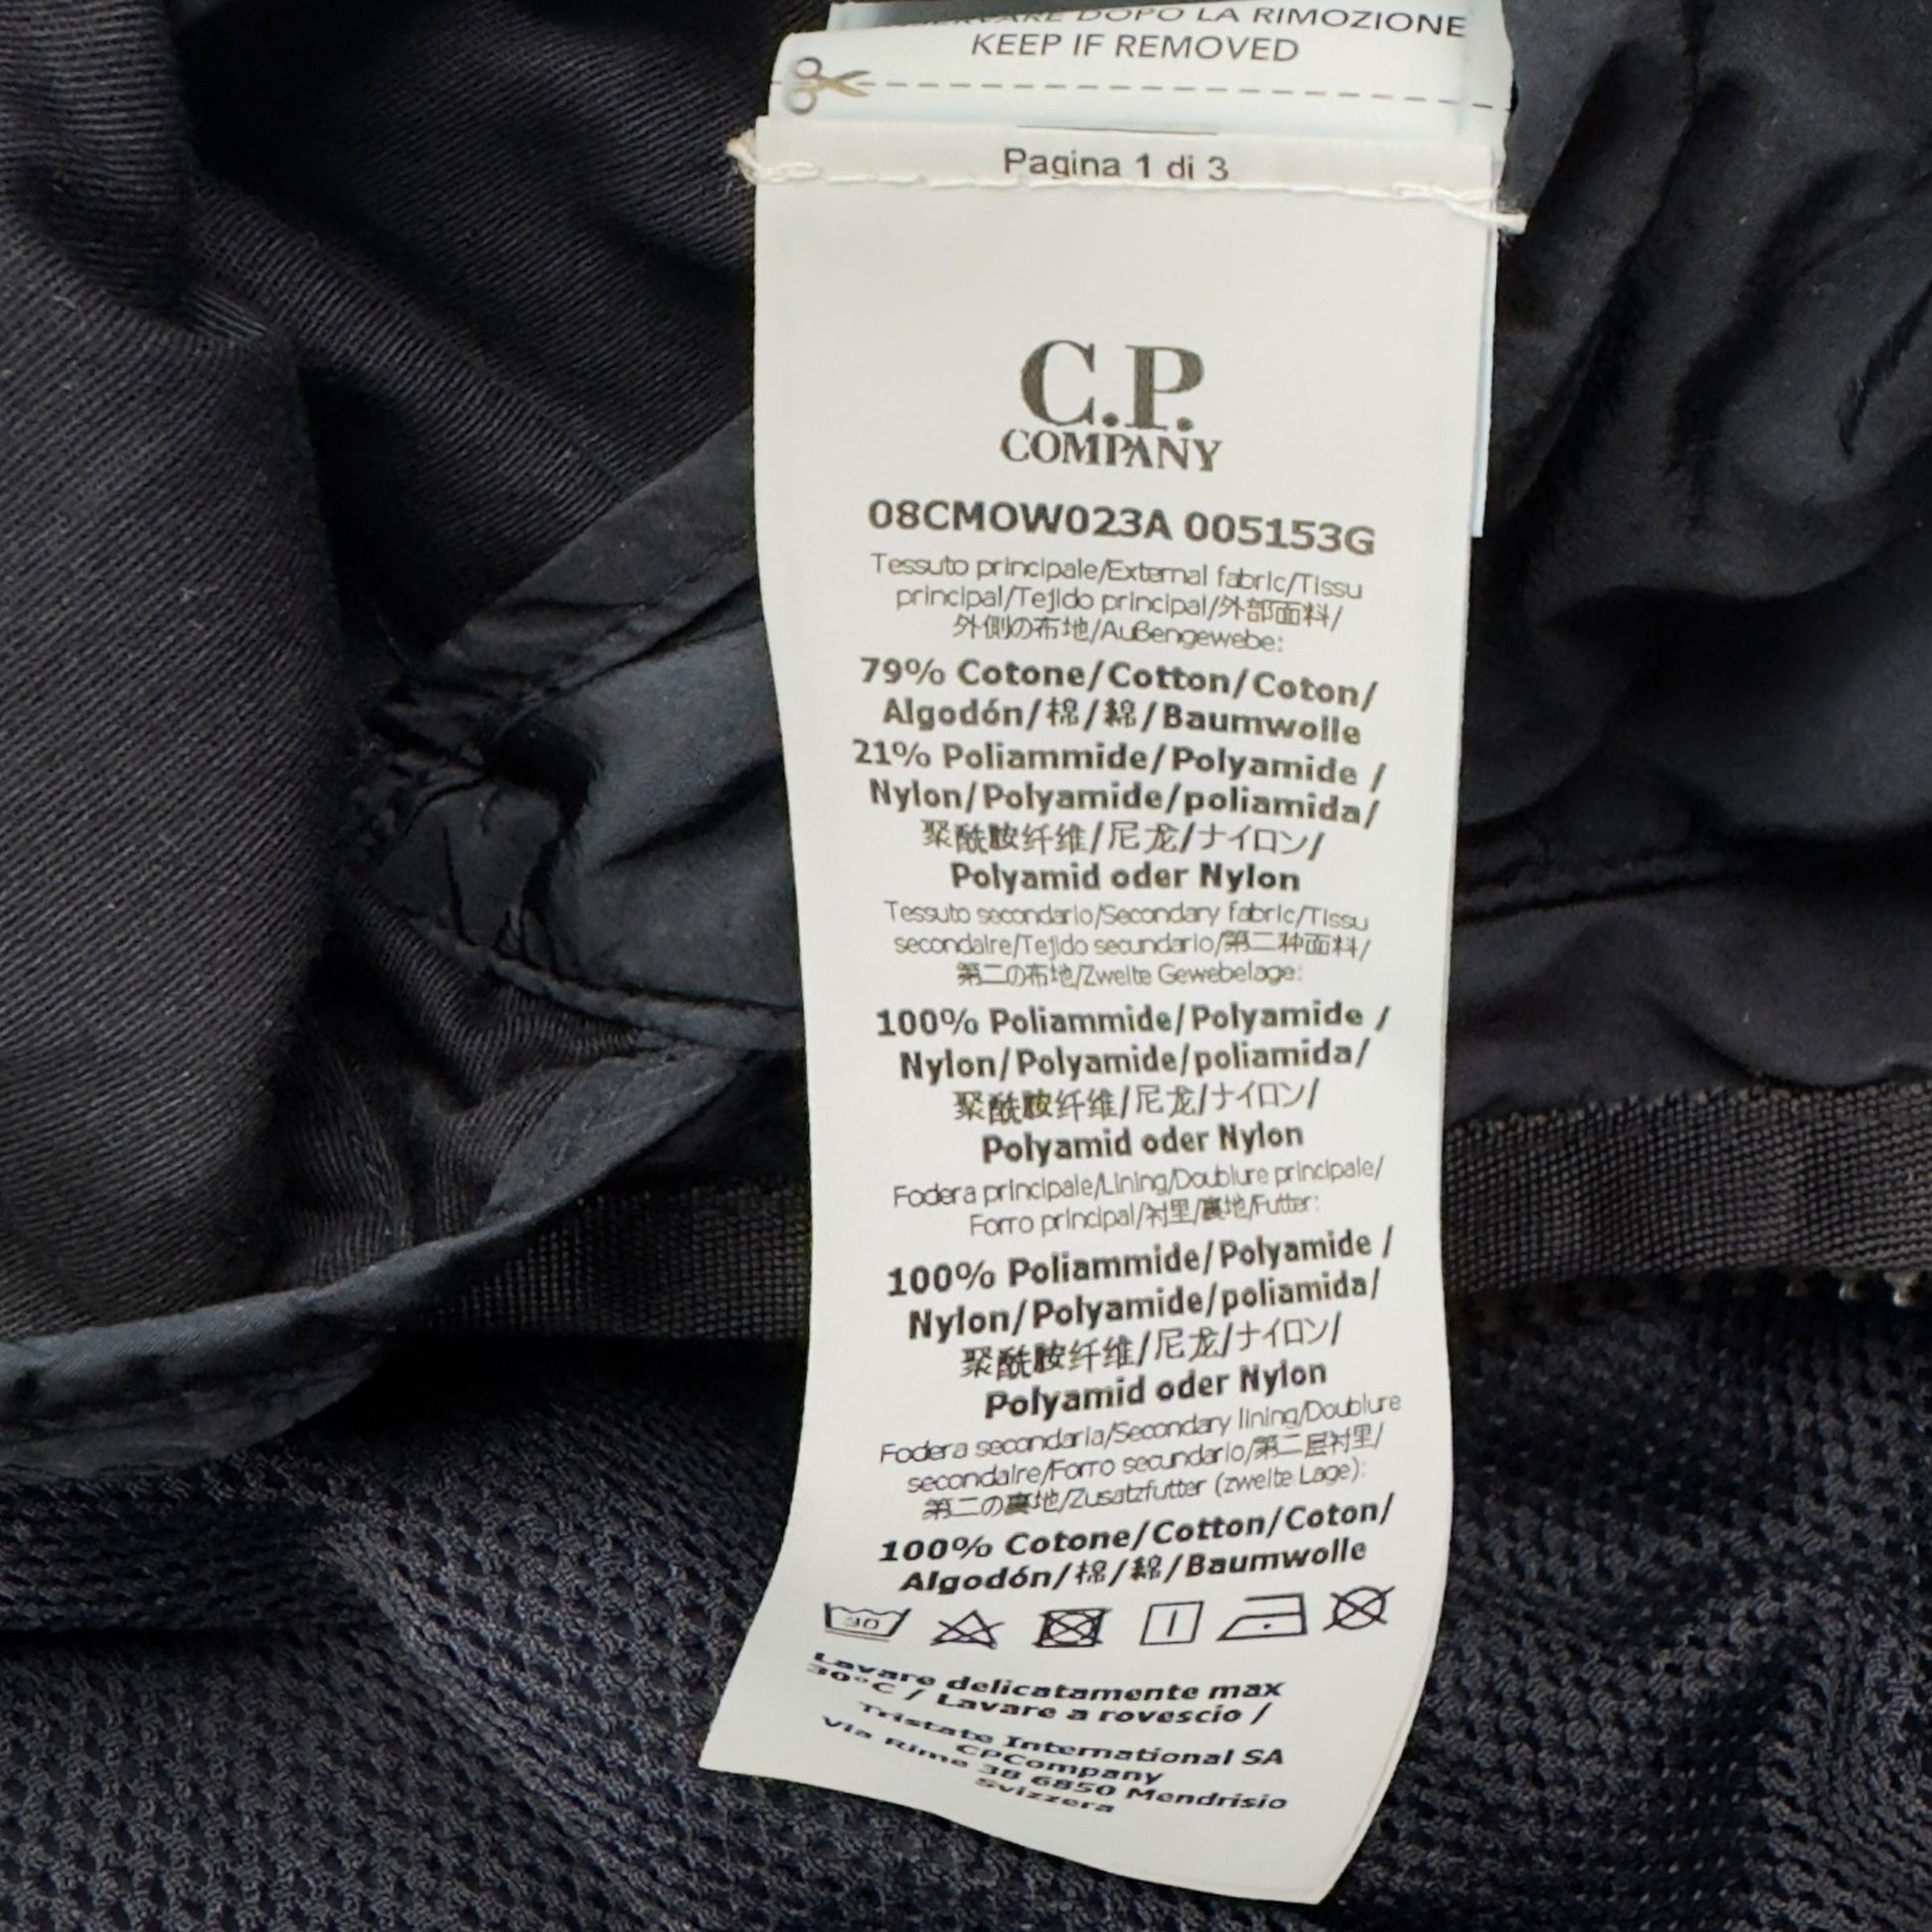 DOPO LA RIMOZIONE
KEEP IF REMOVED
Pagina 1 di 3
C.P.
COMPANY
08CMOW023A 005153G
Tessuto principale/External fabric/Tissu
principal/Tejido principal/外部面料/
外側の布地/Außengewebe:
79% Cotone/Cotton/Coton/
Algodón/棉/綿/Baumwolle
21% Poliammide/Polyamide /
Nylon/Polyamide/poliamida/
聚酰胺纤维/尼龙/ナイロン/
Polyamid oder Nylon
Tessuto secondario/Secondary fabric/Tissu
secondaire/Tejido secundario/第二种面料/
第二の布地/Zweite Gewebelage:
100% Poliammide/Polyamide /
Nylon/Polyamide/poliamida/
聚酰胺纤维/尼龙/ナイロン/
Polyamid oder Nylon
Fodera principale/Lining/Doublure principale/
Forro principal/衬里/裏地/Futter:
100% Poliammide/Polyamide /
Nylon/Polyamide/poliamida/
聚酰胺纤维/尼龙/ナイロン/
Polyamid oder Nylon
Fodera secondaria/Secondary lining/Doublure
secondaire/Forro secundario/第二层衬里/
第二の裏地/Zusatzfutter (zweite Lage):
100% Cotone/Cotton/Coton/
Algodón/棉/綿/Baumwolle
30
Lavare delicatamente max
30°C / Lavare a rovescio /
Tristate International SA
CPCompany
Via Rime 38 6850 Mendrisio
Svizzera